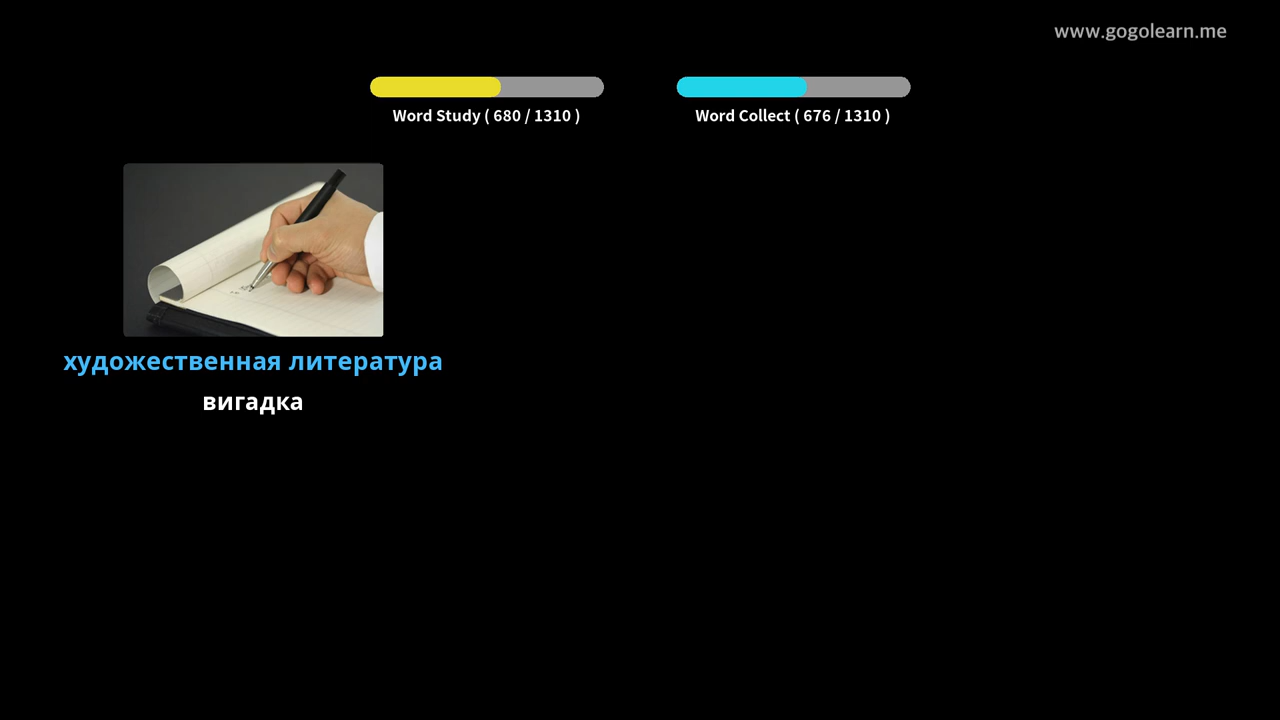 www.gogolearn.me
Word Study ( 680 / 1310 )
Word Collect ( 676 / 1310 )
художественная литература
вигадка